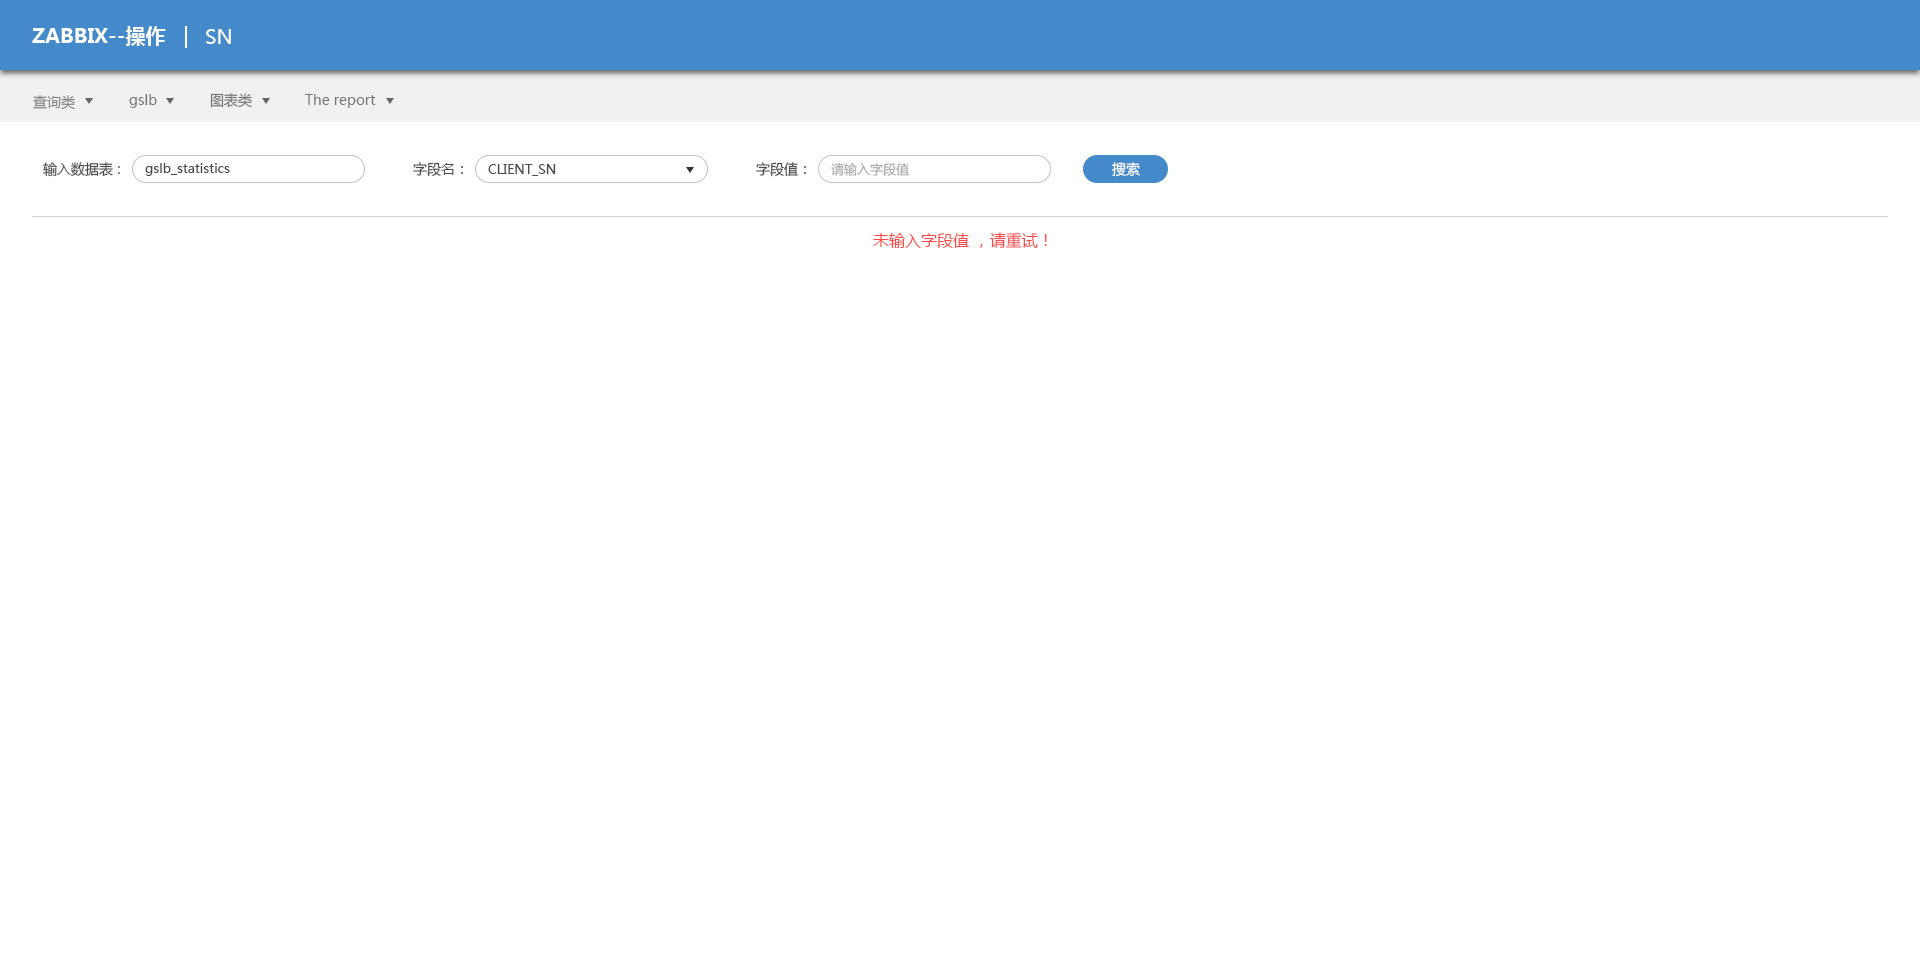 ZABBIX--操作 | SN
查询类 gslb 图表类 The report
输入数据表： gslb_statistics 字段名： CLIENT_SN 字段值： 请输入字段值 搜索
未输入字段值 ，请重试！